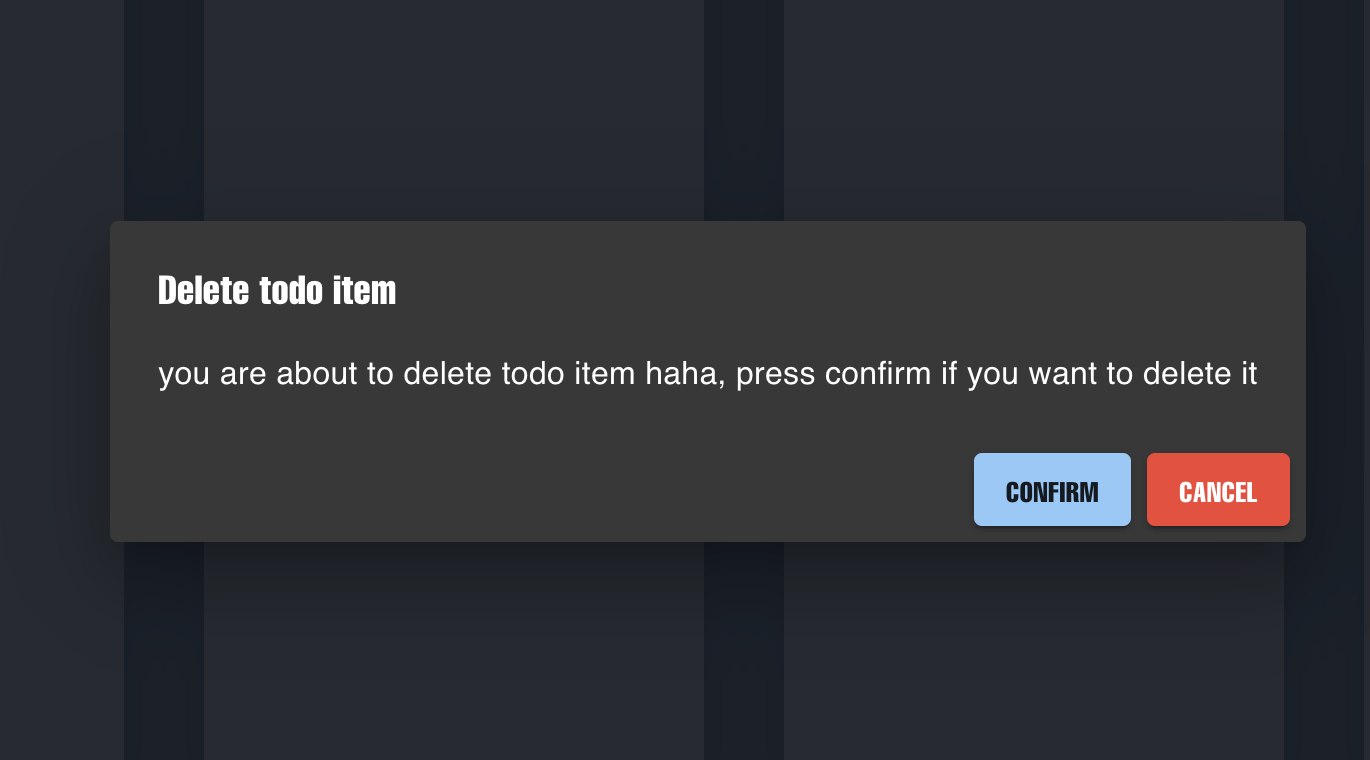 Delete todo item
you are about to delete todo item haha, press confirm if you want to delete it
CONFIRM CANCEL